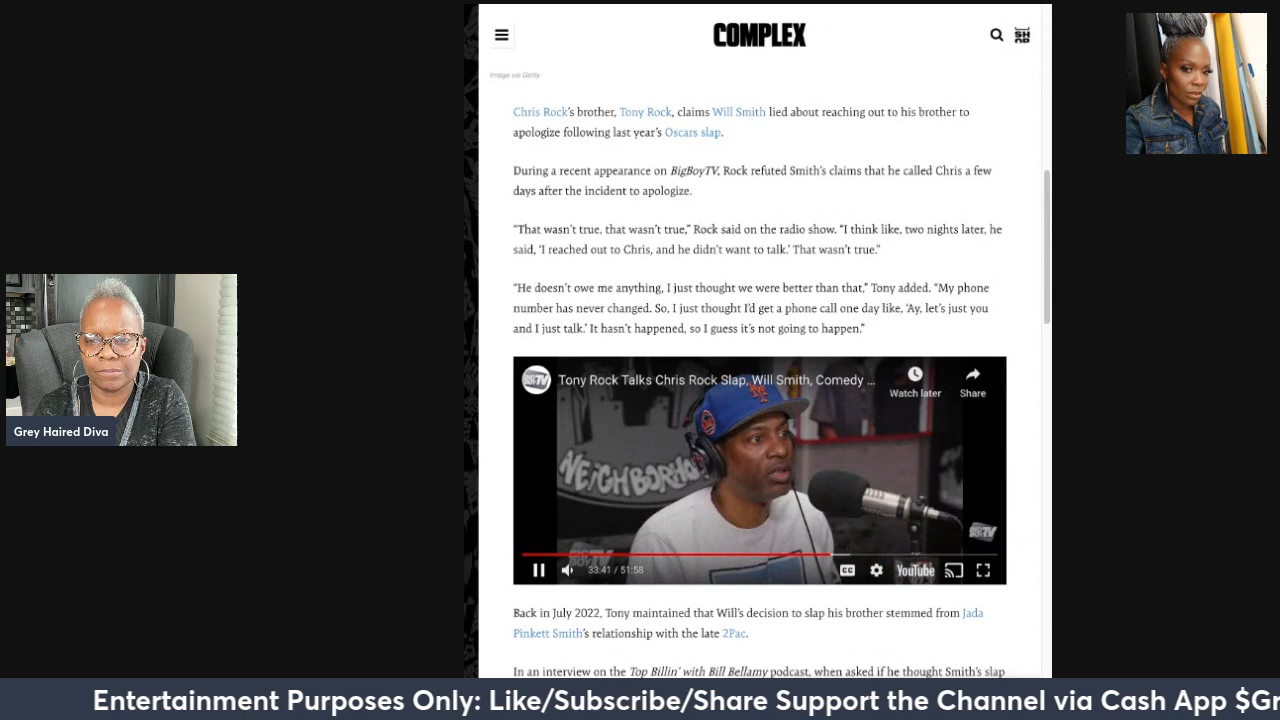 COMPLEX
SH
ND
Image via Getty
Chris Rock's brother, Tony Rock, claims Will Smith lied about reaching out to his brother to
apologize following last year's Oscars slap.
During a recent appearance on BigBoyTV, Rock refuted Smith's claims that he called Chris a few
days after the incident to apologize.
“That wasn't true, that wasn't true,” Rock said on the radio show. “I think like, two nights later, he
said, ‘I reached out to Chris, and he didn't want to talk.’ That wasn't true.”
“He doesn't owe me anything, I just thought we were better than that,” Tony added. “My phone
number has never changed. So, I just thought I'd get a phone call one day like, ‘Ay, let's just you
and I just talk.’ It hasn't happened, so I guess it's not going to happen.”
Tony Rock Talks Chris Rock Slap, Will Smith, Comedy ...
Watch later
Share
NEIGHBORHO
BIG
BOYTV
33:41 / 51:58
CC
YouTube
Grey Haired Diva
Back in July 2022, Tony maintained that Will's decision to slap his brother stemmed from Jada
Pinkett Smith's relationship with the late 2Pac.
In an interview on the Top Billin' with Bill Bellamy podcast, when asked if he thought Smith's slap
Entertainment Purposes Only: Like/Subscribe/Share Support the Channel via Cash App $Gr